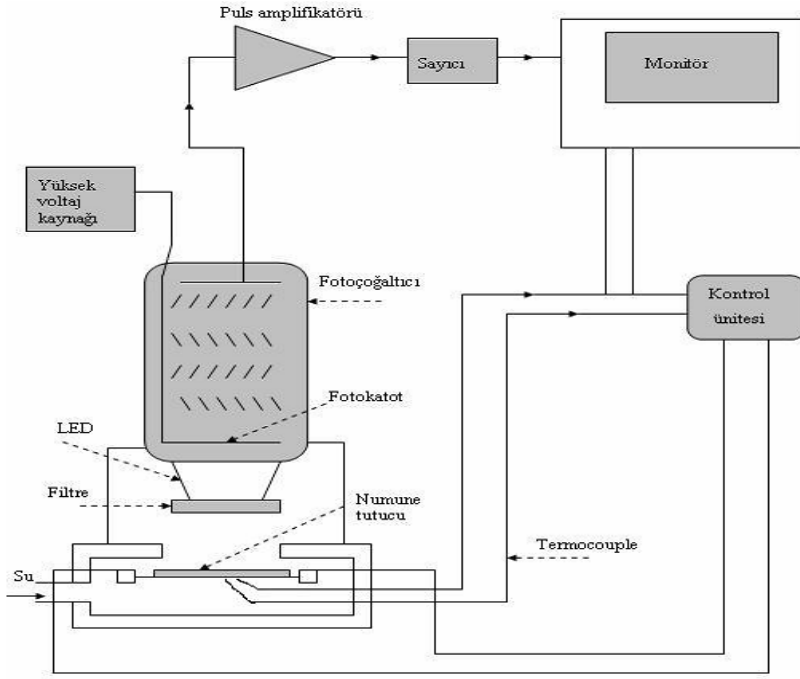 Puls amplifikatörü
Sayıcı
Monitör
Yüksek
voltaj
kaynağı
Fotoçoğaltıcı
Kontrol
ünitesi
Fotokatot
LED
Filtre
Numune
tutucu
Termocouple
Su